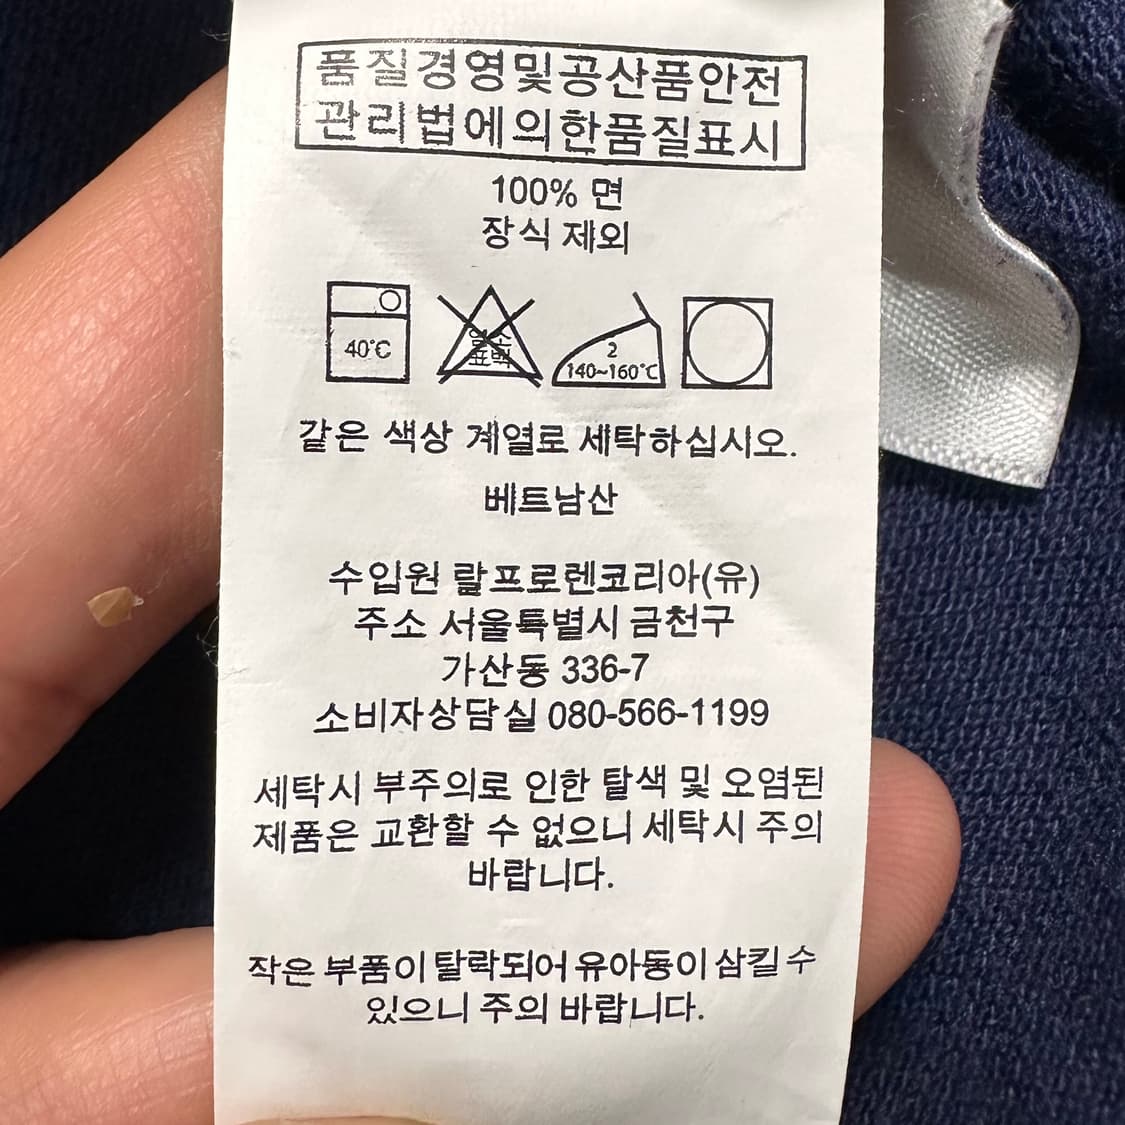 품질경영및공산품안전
관리법에의한품질표시
100% 면
장식 제외
40℃
염소
표백
2
140~160℃
같은 색상 계열로 세탁하십시오.
베트남산
수입원 랄프로렌코리아(유)
주소 서울특별시 금천구
가산동 336-7
소비자상담실 080-566-1199
세탁시 부주의로 인한 탈색 및 오염된
제품은 교환할 수 없으니 세탁시 주의
바랍니다.
작은 부품이 탈락되어 유아동이 삼킬 수
있으니 주의 바랍니다.